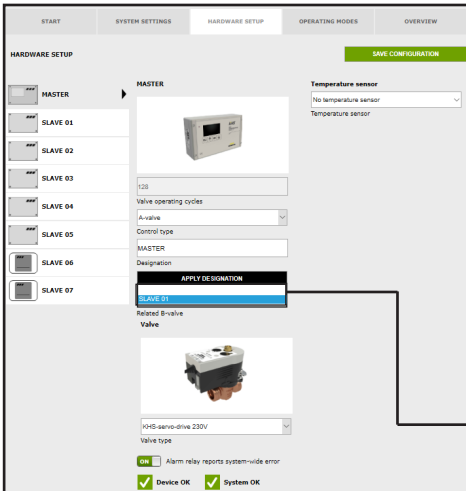 START SYSTEM SETTINGS HARDWARE SETUP OPERATING MODES OVERVIEW
HARDWARE SETUP
SAVE CONFIGURATION
MASTER
SLAVE 01
SLAVE 02
SLAVE 03
SLAVE 04
SLAVE 05
SLAVE 06
SLAVE 07
MASTER
128
Valve operating cycles
A-valve
Control type
MASTER
Designation
APPLY DESIGNATION
SLAVE 01
Related B-valve
Valve
KHS-servo-drive 230V
Valve type
ON Alarm relay reports system-wide error
Device OK System OK
Temperature sensor
No temperature sensor
Temperature sensor